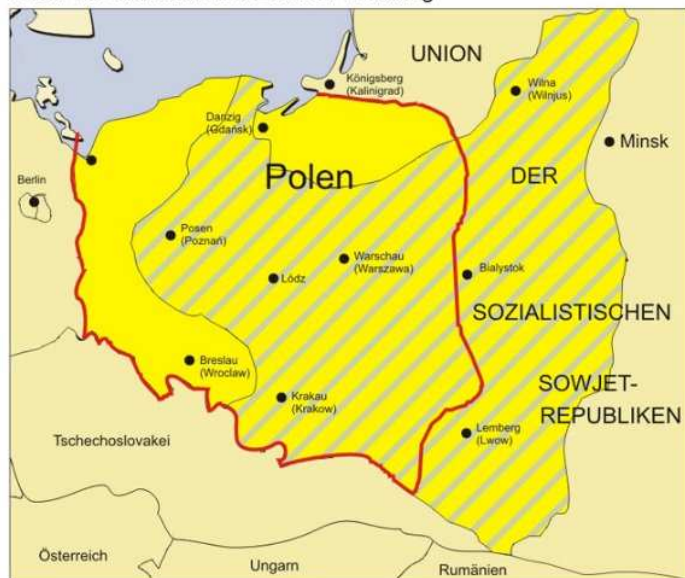 UNION
Königsberg
(Kalinigrad)
Wilna
(Wilnjus)
Danzig
(Gdańsk)
Minsk
Berlin
Polen
DER
Posen
(Poznań)
Warschau
(Warszawa)
Lódz
Bialystok
SOZIALISTISCHEN
Breslau
(Wroclaw)
Krakau
(Krakow)
SOWJET-
REPUBLIKEN
Lemberg
(Lwow)
Tschechoslovakei
Österreich
Ungarn
Rumänien